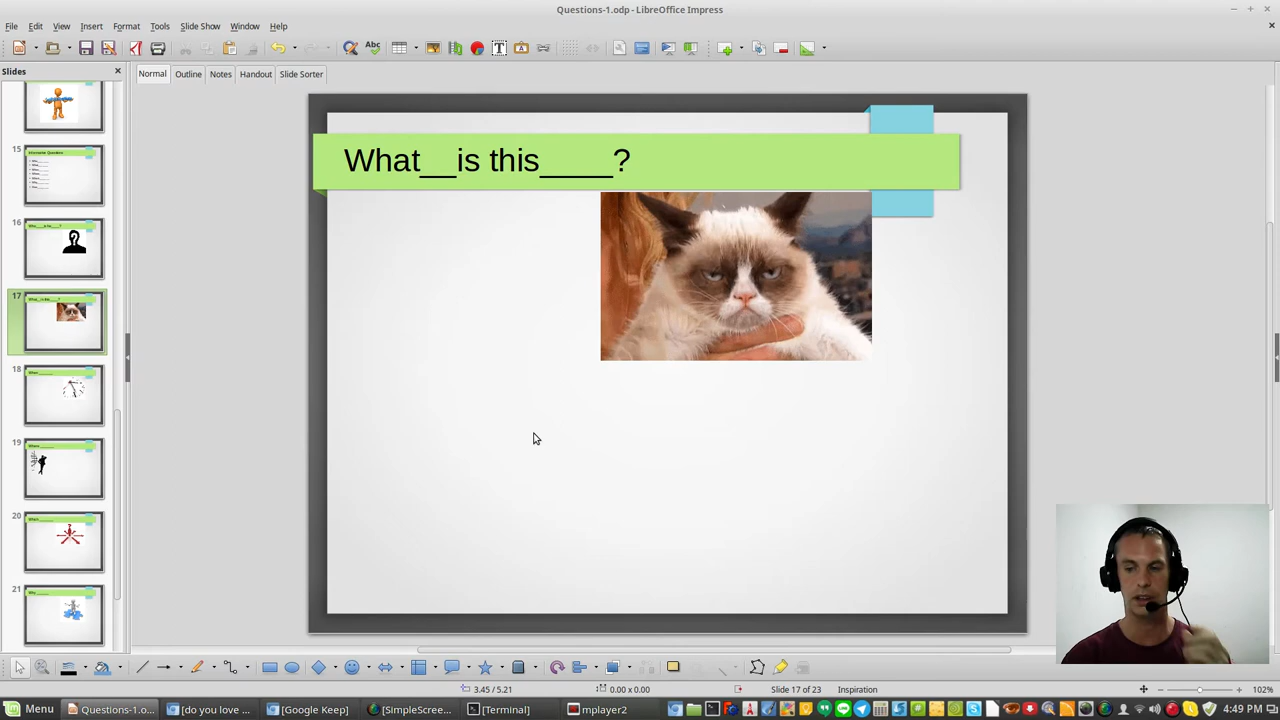 Questions-1.odp - LibreOffice Impress
File Edit View Insert Format Tools Slide Show Window Help
Slides
Normal Outline Notes Handout Slide Sorter
What__is this____?
15
16
17
18
19
20
21
3.45 / 5.21 0.00 x 0.00 Slide 17 of 23 Inspiration 102%
Menu Questions-1.o... [do you love ... [Google Keep] [SimpleScree... [Terminal] mplayer2 4:49 PM